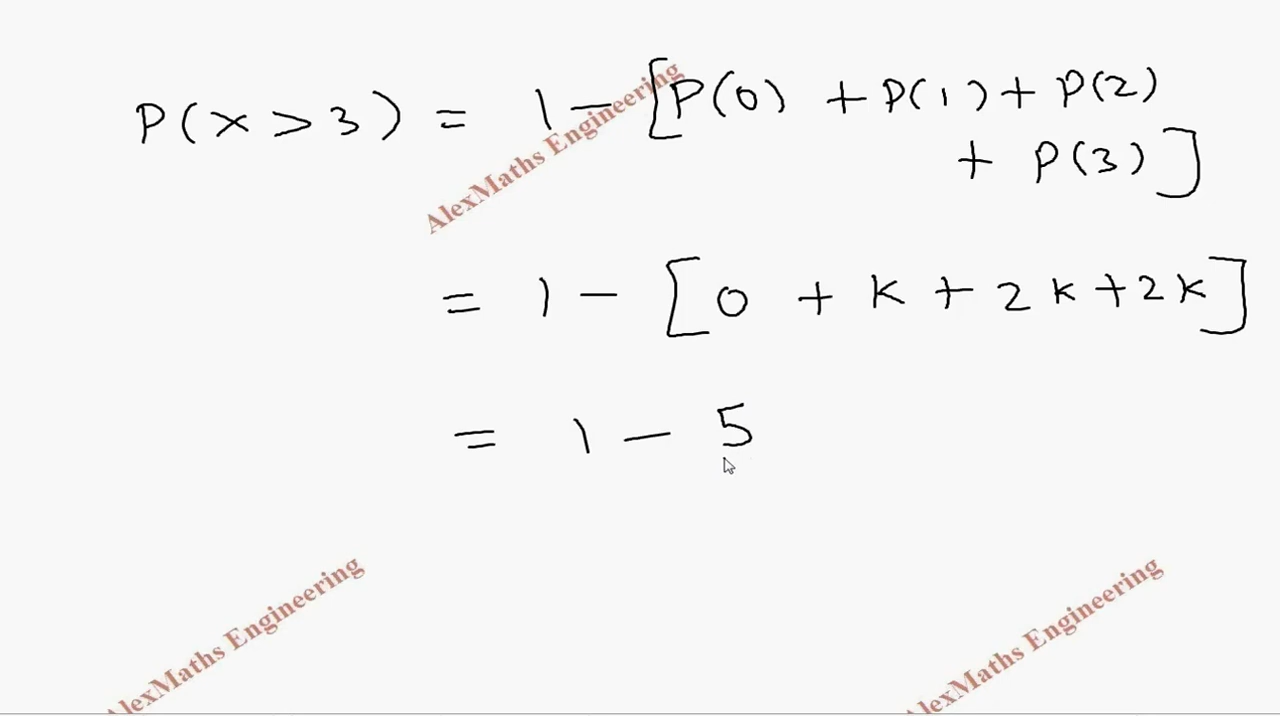 P(x>3) = 1 - [P(0) + P(1) + P(2)
+ P(3)]
AlexMaths Engineering
= 1 - [0 + k + 2k + 2k]
= 1 - 5
AlexMaths Engineering
AlexMaths Engineering